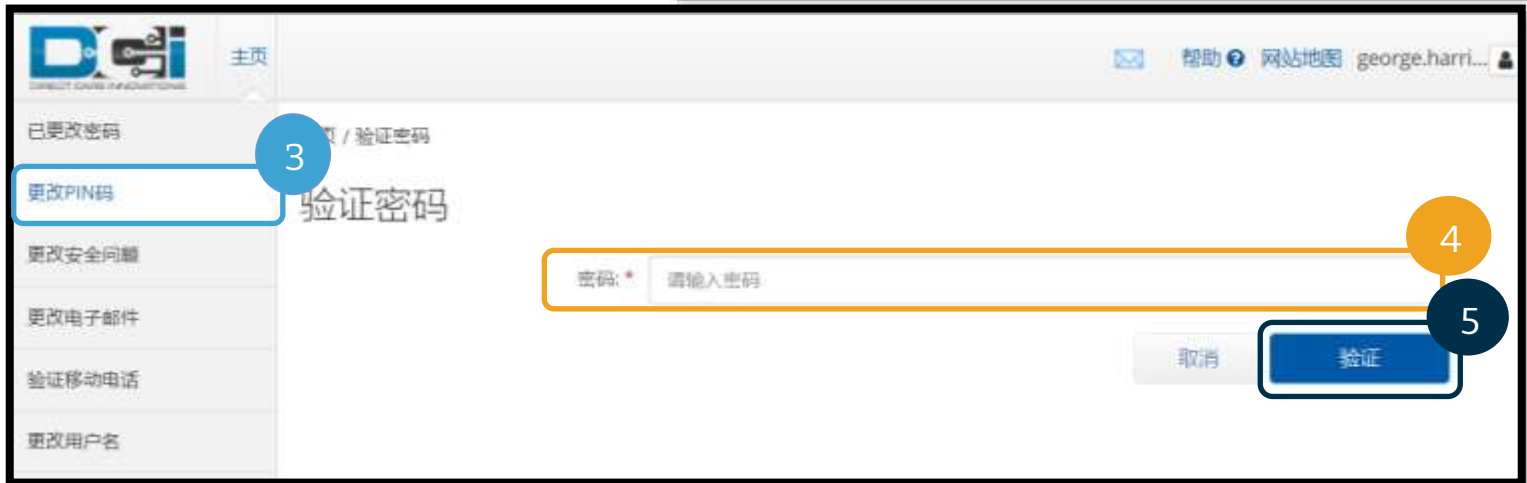 DCi
DIRECT CARE INNOVATIONS
主页
帮助
网站地图
george.harri...
已更改密码
更改PIN码
更改安全问题
更改电子邮件
验证移动电话
更改用户名
3
页 / 验证密码
验证密码
4
密码: *
请输入密码
5
取消
验证